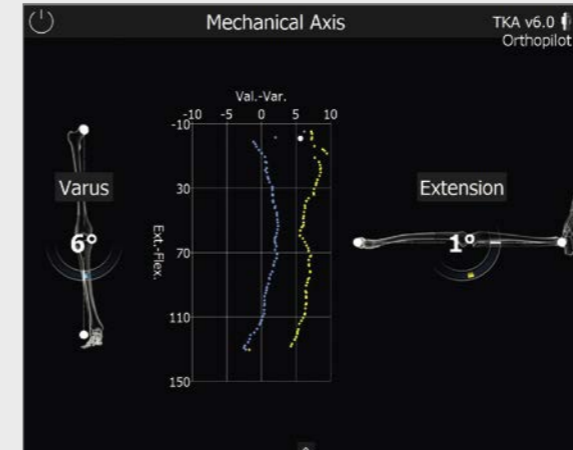 Mechanical Axis
TKA v6.0
Orthopilot
Val.-Var.
-10 -5 0 5 10
-10
30
70
110
150
Ext.-Flex.
Varus
6°
Extension
1°